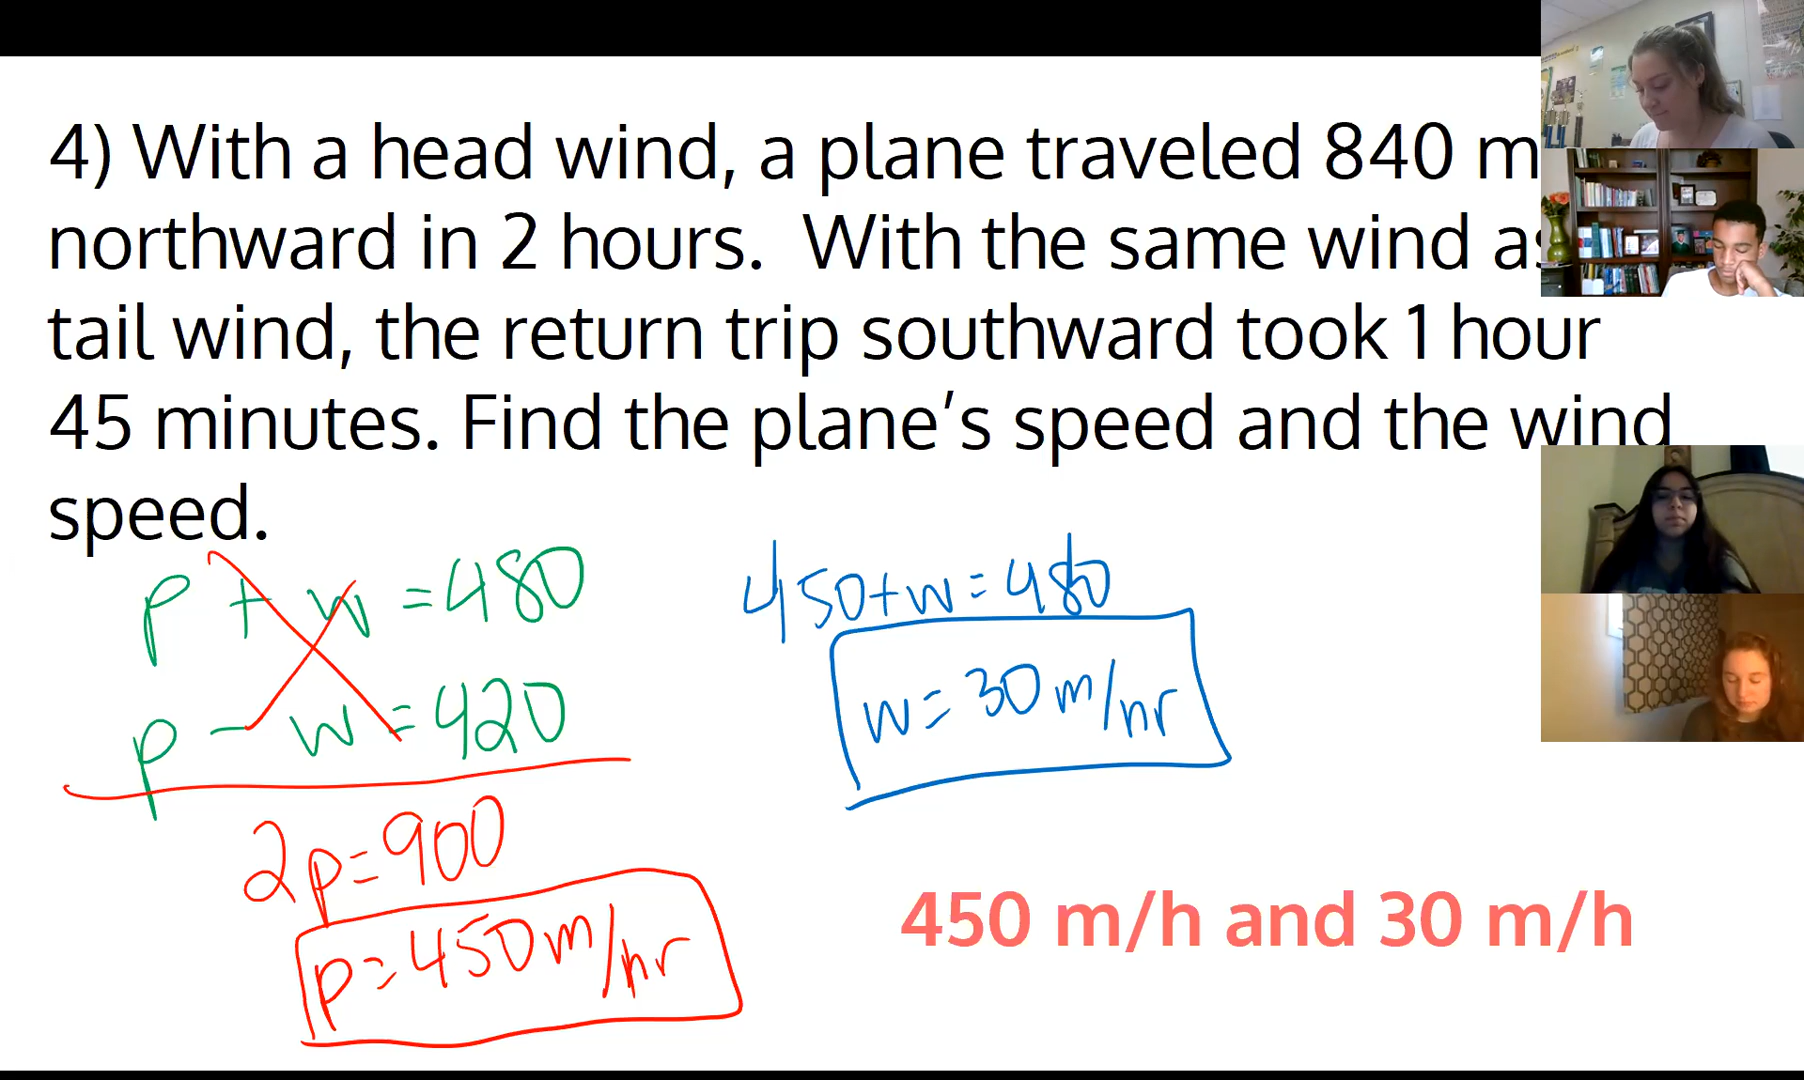 4) With a head wind, a plane traveled 840 m
northward in 2 hours. With the same wind as
tail wind, the return trip southward took 1 hour
45 minutes. Find the plane's speed and the wind
speed.
p + w = 480
p - w = 420
2p = 900
p = 450 m/hr
450 + w = 480
w = 30 m/hr
450 m/h and 30 m/h